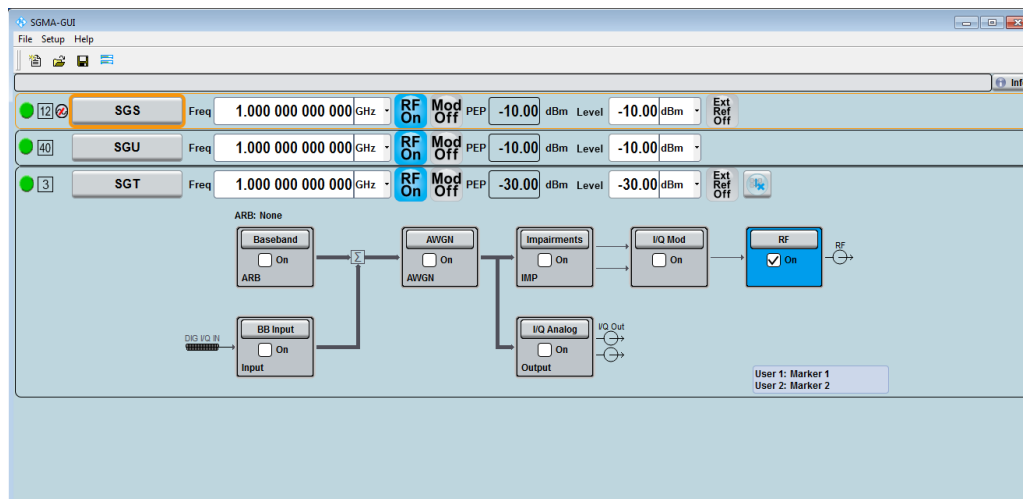 SGMA-GUI
File Setup Help
Inf
12 SGS Freq 1.000 000 000 000 GHz RF On Mod Off PEP -10.00 dBm Level -10.00 dBm Ext Ref Off
40 SGU Freq 1.000 000 000 000 GHz RF On Mod Off PEP -10.00 dBm Level -10.00 dBm
3 SGT Freq 1.000 000 000 000 GHz RF On Mod Off PEP -30.00 dBm Level -30.00 dBm Ext Ref Off
ARB: None
Baseband AWGN Impairments I/Q Mod RF
On Σ On On On On RF
ARB AWGN IMP
BB Input I/Q Analog I/Q Out
DIG I/Q IN On On
Input Output
User 1: Marker 1
User 2: Marker 2